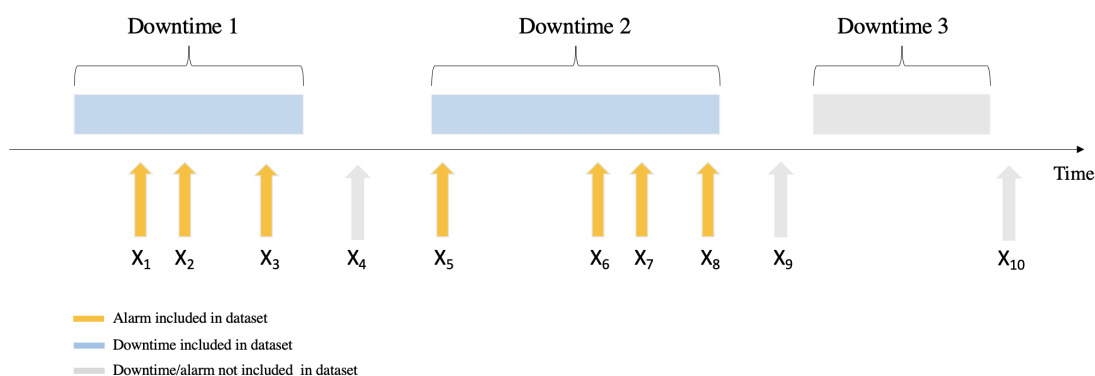 Downtime 1 Downtime 2 Downtime 3
Time
X₁ X₂ X₃ X₄ X₅ X₆ X₇ X₈ X₉ X₁₀
Alarm included in dataset
Downtime included in dataset
Downtime/alarm not included in dataset